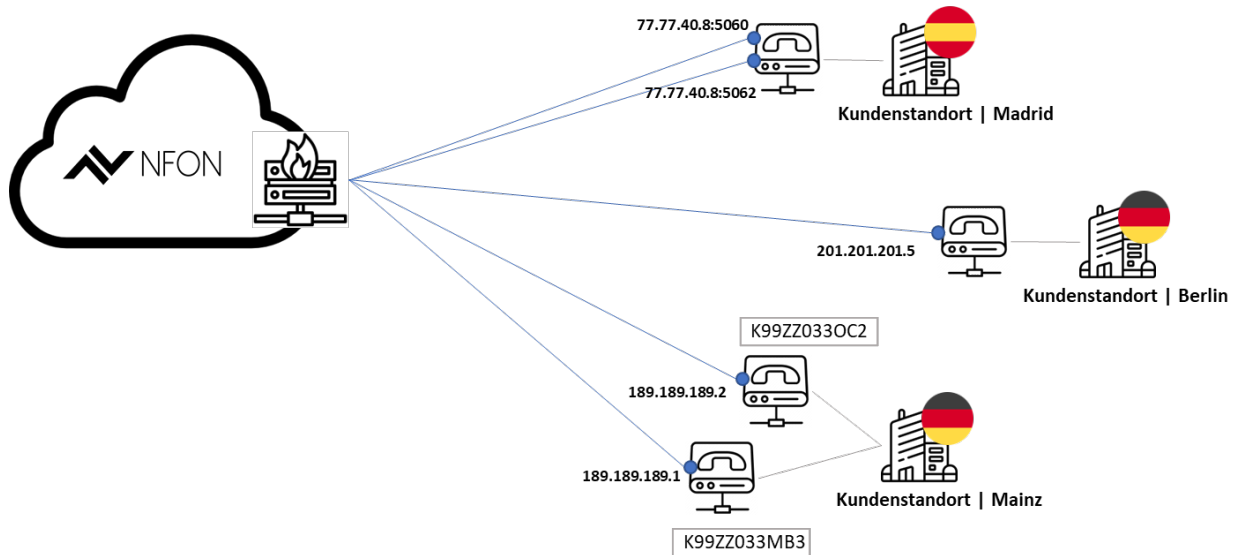 77.77.40.8:5060
NFON
77.77.40.8:5062
Kundenstandort | Madrid
201.201.201.5
Kundenstandort | Berlin
K99ZZ033OC2
189.189.189.2
189.189.189.1
Kundenstandort | Mainz
K99ZZ033MB3